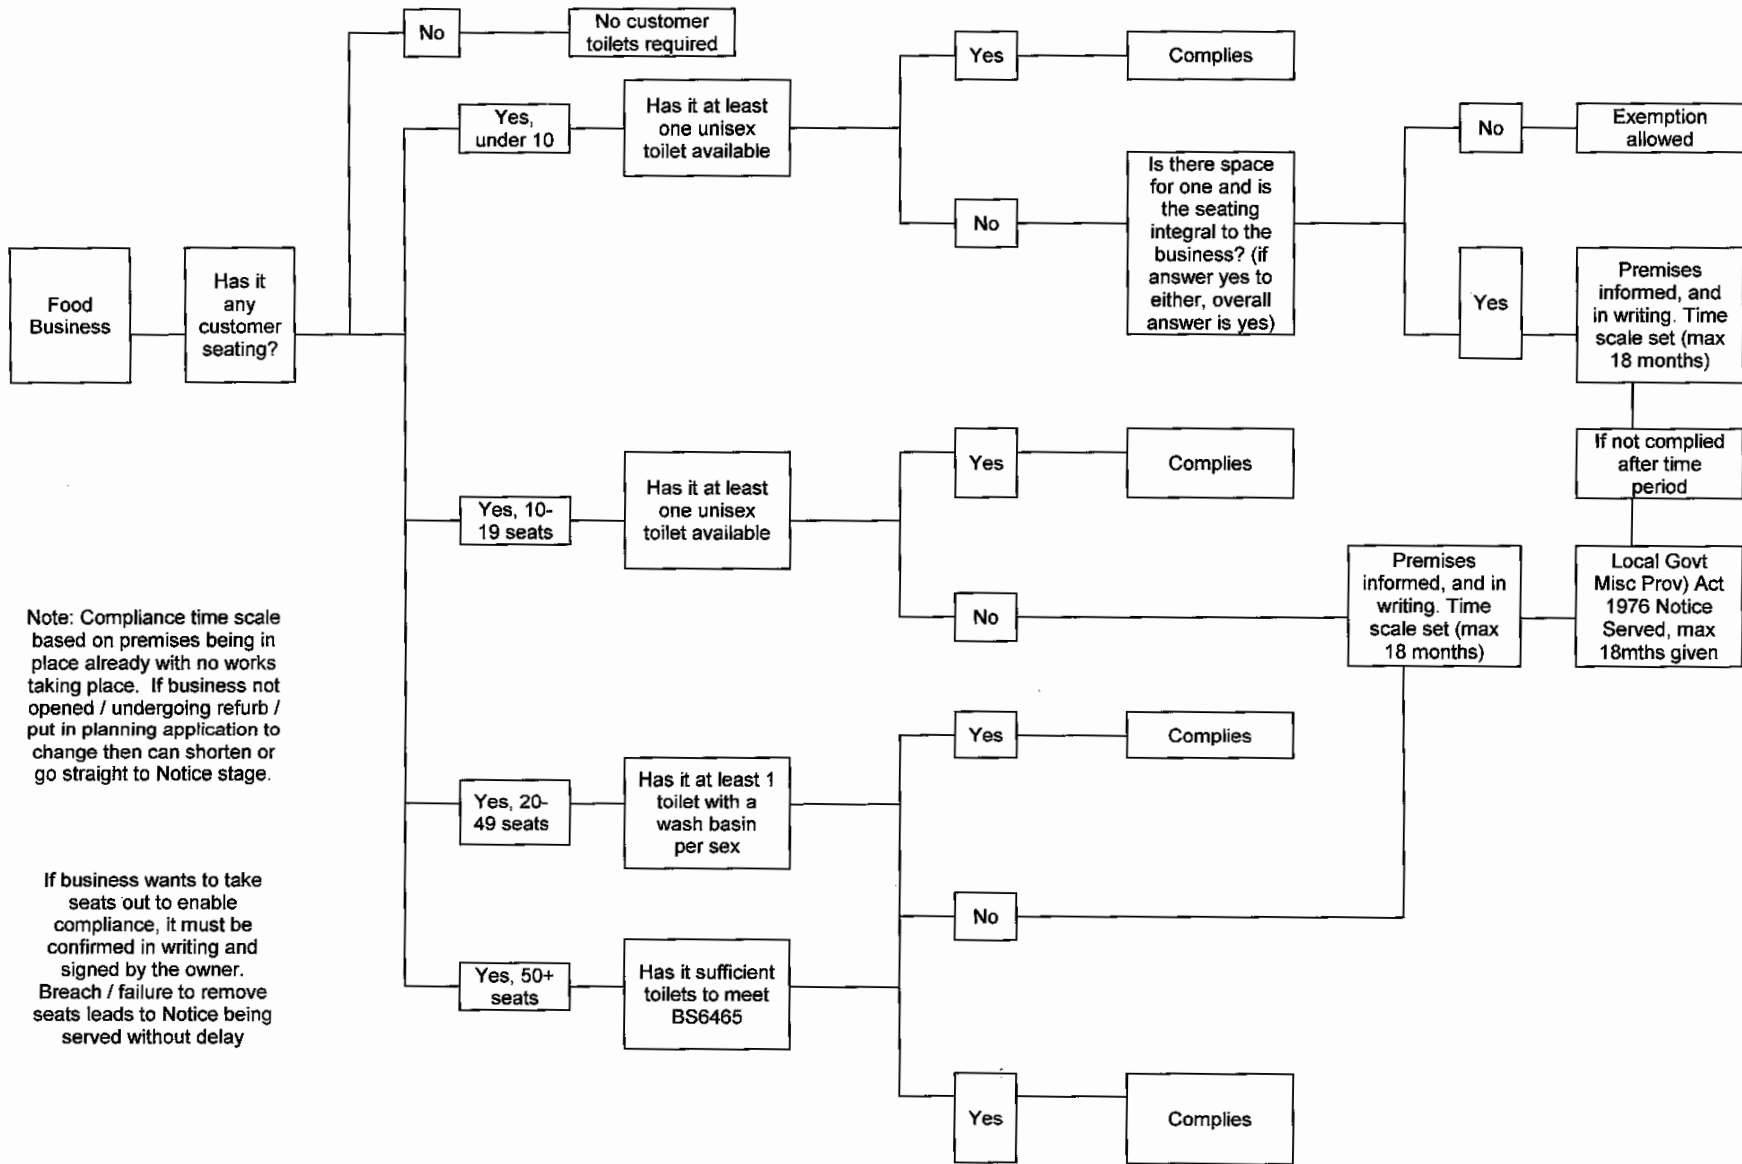 No
No customer
toilets required
Yes
Complies
Yes,
under 10
Has it at least
one unisex
toilet available
No
Exemption
allowed
No
Is there space
for one and is
the seating
integral to the
business? (if
answer yes to
either, overall
answer is yes)
Food
Business
Has it
any
customer
seating?
Yes
Premises
informed, and
in writing. Time
scale set (max
18 months)
If not complied
after time
period
Yes, 10-
19 seats
Has it at least
one unisex
toilet available
Yes
Complies
No
Premises
informed, and in
writing. Time
scale set (max
18 months)
Local Govt
Misc Prov) Act
1976 Notice
Served, max
18mths given
Note: Compliance time scale
based on premises being in
place already with no works
taking place. If business not
opened / undergoing refurb /
put in planning application to
change then can shorten or
go straight to Notice stage.
Yes, 20-
49 seats
Has it at least 1
toilet with a
wash basin
per sex
Yes
Complies
No
If business wants to take
seats out to enable
compliance, it must be
confirmed in writing and
signed by the owner.
Breach / failure to remove
seats leads to Notice being
served without delay
Yes, 50+
seats
Has it sufficient
toilets to meet
BS6465
Yes
Complies